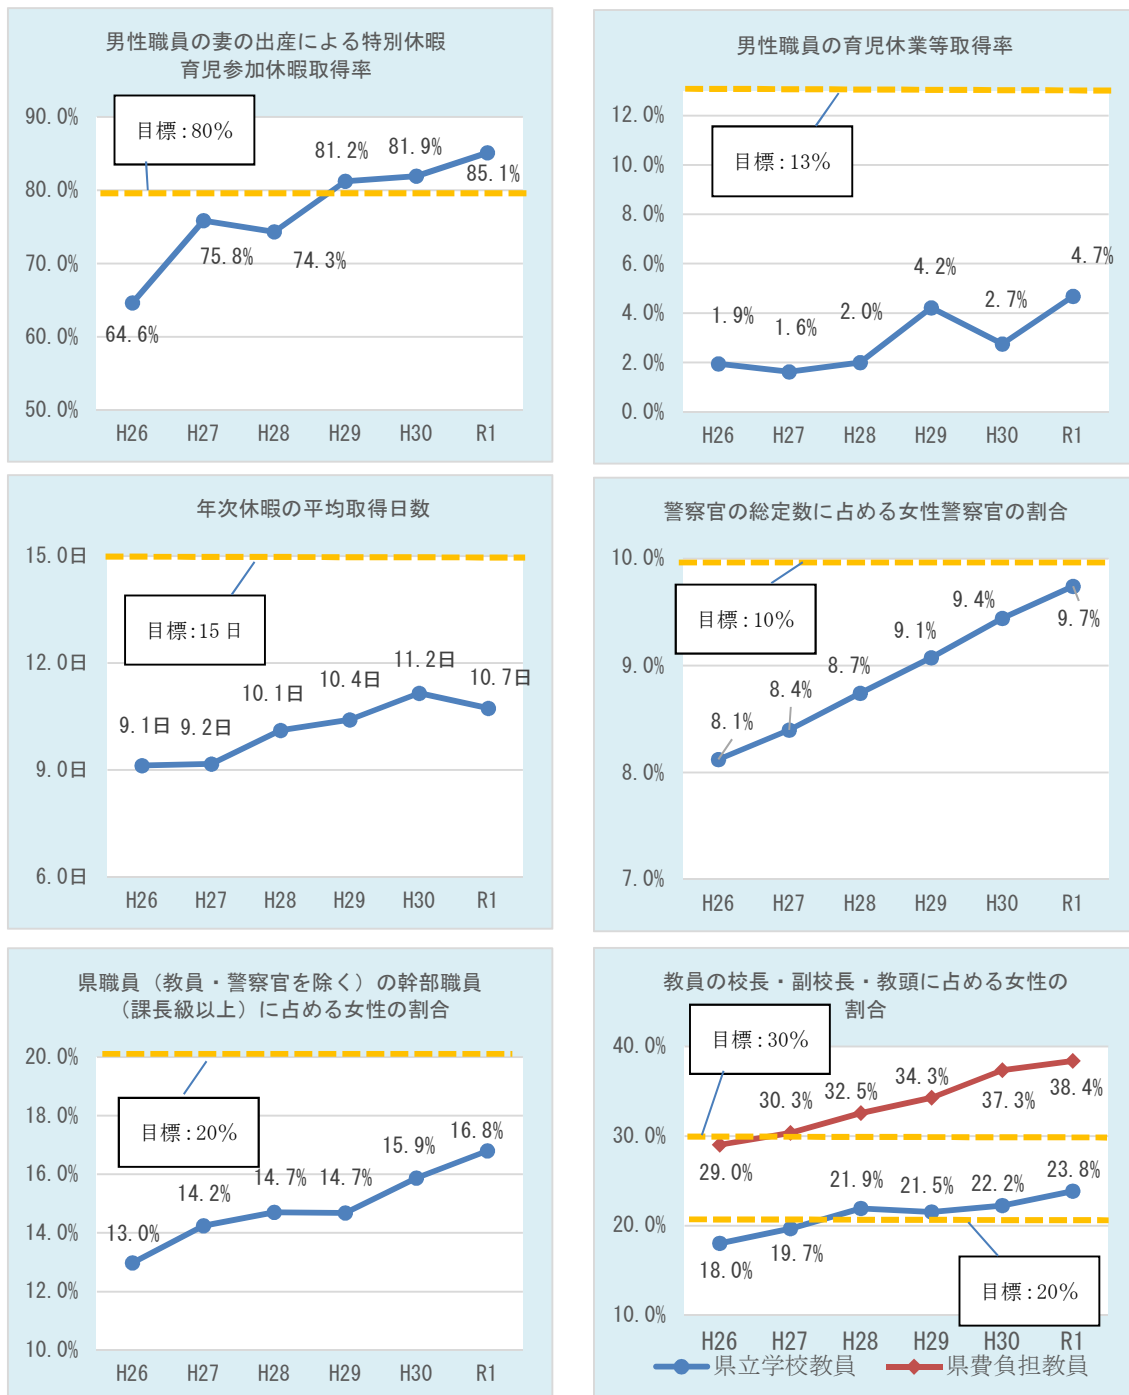 男性職員の妻の出産による特別休暇
育児参加休暇取得率
90.0%
80.0%
70.0%
60.0%
50.0%
目標:80%
64.6%
75.8%
74.3%
81.2%
81.9%
85.1%
H26 H27 H28 H29 H30 R1
男性職員の育児休業等取得率
12.0%
10.0%
8.0%
6.0%
4.0%
2.0%
0.0%
目標:13%
1.9%
1.6%
2.0%
4.2%
2.7%
4.7%
H26 H27 H28 H29 H30 R1
年次休暇の平均取得日数
15.0日
12.0日
9.0日
6.0日
目標:15日
9.1日
9.2日
10.1日
10.4日
11.2日
10.7日
H26 H27 H28 H29 H30 R1
警察官の総定数に占める女性警察官の割合
10.0%
9.0%
8.0%
7.0%
目標:10%
8.1%
8.4%
8.7%
9.1%
9.4%
9.7%
H26 H27 H28 H29 H30 R1
県職員（教員・警察官を除く）の幹部職員
（課長級以上）に占める女性の割合
20.0%
18.0%
16.0%
14.0%
12.0%
10.0%
目標:20%
13.0%
14.2%
14.7%
14.7%
15.9%
16.8%
H26 H27 H28 H29 H30 R1
教員の校長・副校長・教頭に占める女性の
割合
40.0%
30.0%
20.0%
10.0%
目標:30%
29.0%
30.3%
32.5%
34.3%
37.3%
38.4%
18.0%
19.7%
21.9%
21.5%
22.2%
23.8%
目標:20%
H26 H27 H28 H29 H30 R1
県立学校教員 県費負担教員